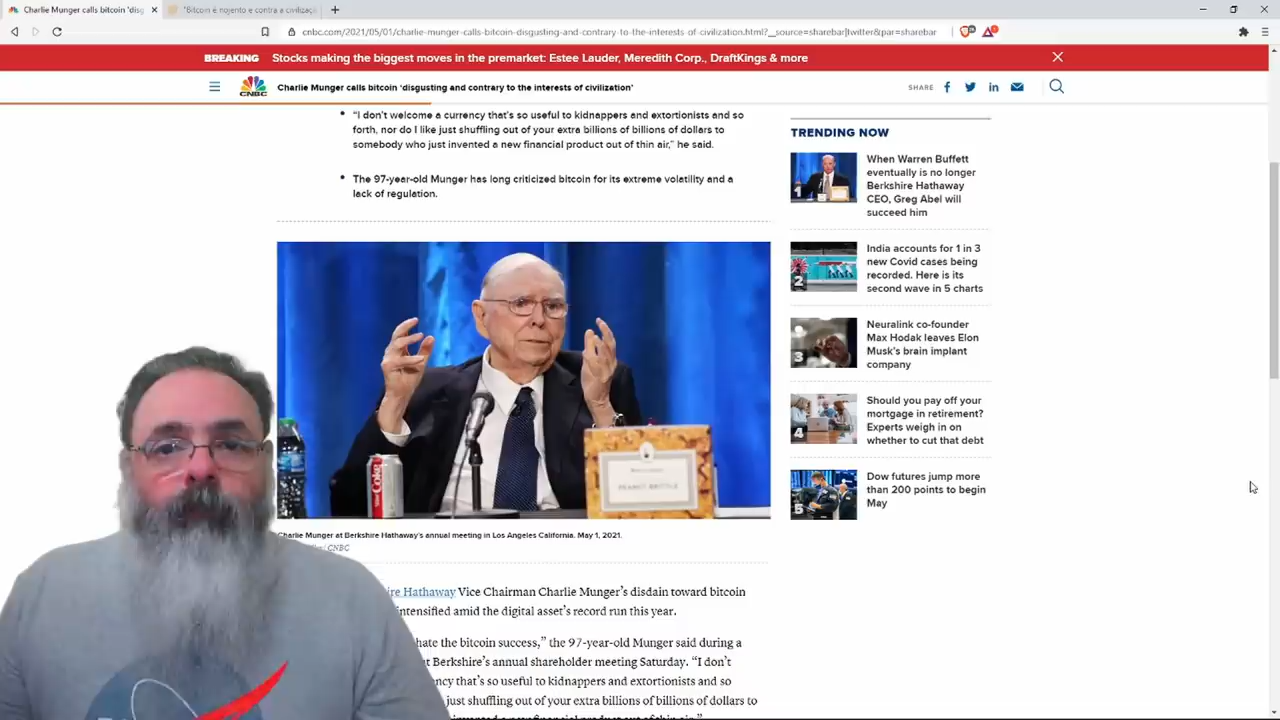 Charlie Munger calls bitcoin 'disg
"Bitcoin é nojento e contra a civilizaç
cnbc.com/2021/05/01/charlie-munger-calls-bitcoin-disgusting-and-contrary-to-the-interests-of-civilization.html?__source=sharebar|twitter&par=sharebar
BREAKING Stocks making the biggest moves in the premarket: Estee Lauder, Meredith Corp., DraftKings & more
CNBC
Charlie Munger calls bitcoin 'disgusting and contrary to the interests of civilization'
SHARE
• "I don't welcome a currency that's so useful to kidnappers and extortionists and so
forth, nor do I like just shuffling out of your extra billions of billions of dollars to
somebody who just invented a new financial product out of thin air," he said.
• The 97-year-old Munger has long criticized bitcoin for its extreme volatility and a
lack of regulation.
Charlie Munger at Berkshire Hathaway's annual meeting in Los Angeles California. May 1, 2021.
CNBC
ire Hathaway Vice Chairman Charlie Munger's disdain toward bitcoin
intensified amid the digital asset's record run this year.
hate the bitcoin success," the 97-year-old Munger said during a
at Berkshire's annual shareholder meeting Saturday. "I don't
ncy that's so useful to kidnappers and extortionists and so
just shuffling out of your extra billions of billions of dollars to
TRENDING NOW
1
When Warren Buffett
eventually is no longer
Berkshire Hathaway
CEO, Greg Abel will
succeed him
2
India accounts for 1 in 3
new Covid cases being
recorded. Here is its
second wave in 5 charts
3
Neuralink co-founder
Max Hodak leaves Elon
Musk's brain implant
company
4
Should you pay off your
mortgage in retirement?
Experts weigh in on
whether to cut that debt
5
Dow futures jump more
than 200 points to begin
May